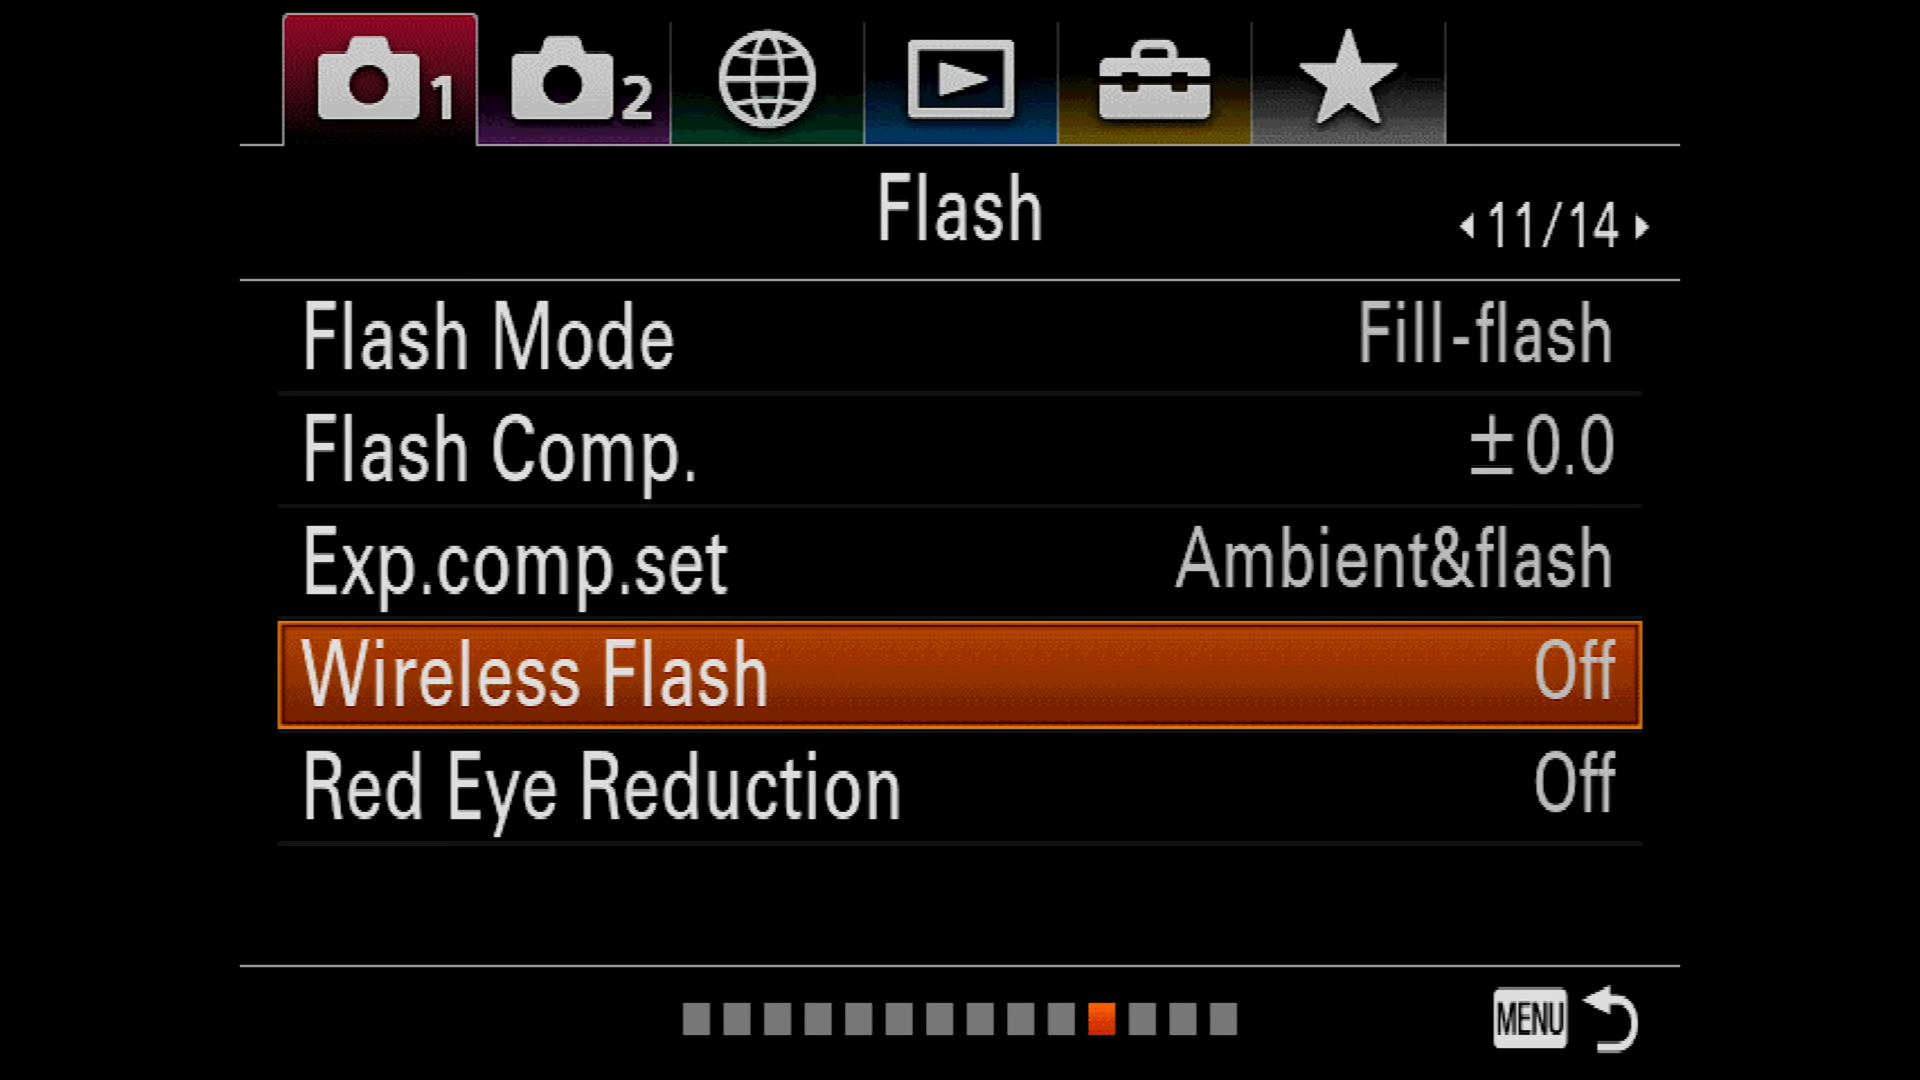 1 2
Flash
11/14
Flash Mode Fill-flash
Flash Comp. ±0.0
Exp.comp.set Ambient&flash
Wireless Flash Off
Red Eye Reduction Off
MENU